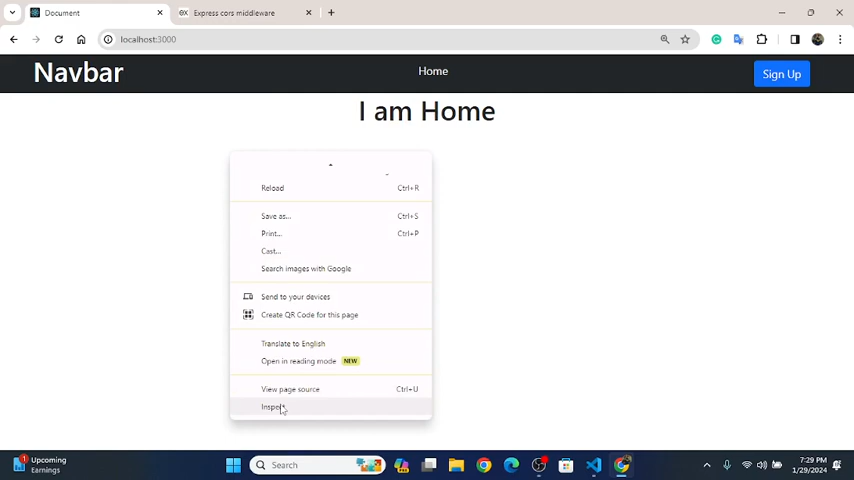 Document
Express cors middleware
localhost:3000
Navbar
Home
Sign Up
I am Home
Reload Ctrl+R
Save as... Ctrl+S
Print... Ctrl+P
Cast...
Search images with Google
Send to your devices
Create QR Code for this page
Translate to English
Open in reading mode NEW
View page source Ctrl+U
Inspect
1
Upcoming
Earnings
Search
7:29 PM
1/29/2024